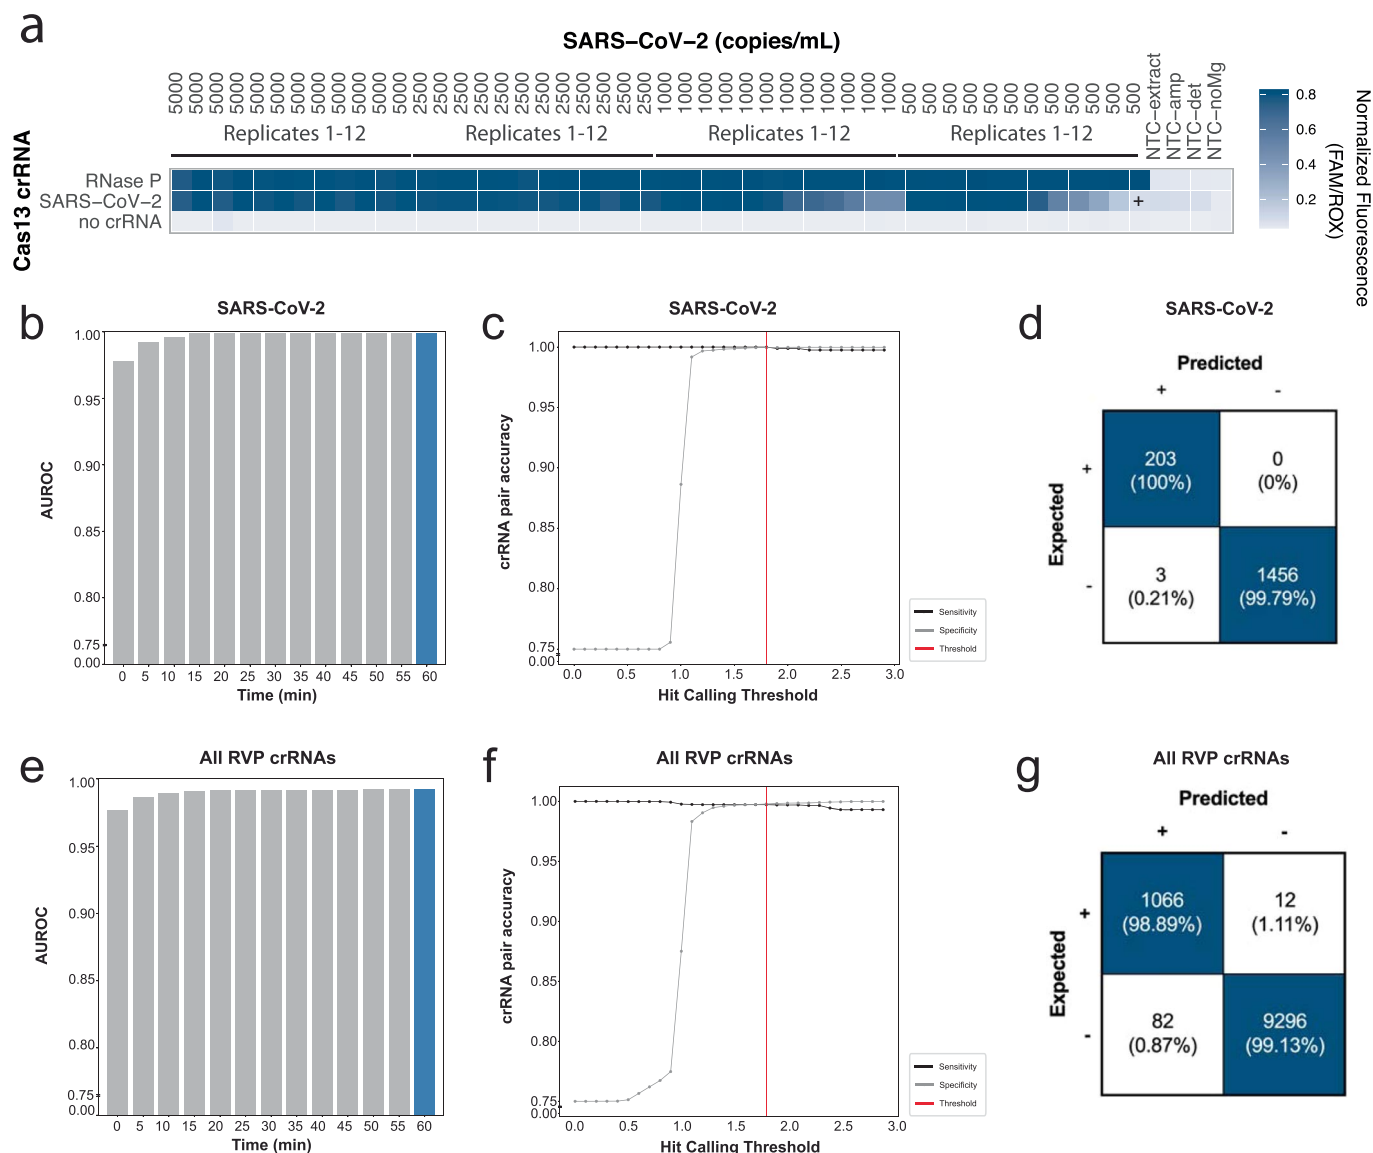 a
SARS–CoV–2 (copies/mL)
5000 5000 5000 5000 5000 5000 5000 5000 5000 5000 5000 5000 2500 2500 2500 2500 2500 2500 2500 2500 2500 2500 2500 2500 1000 1000 1000 1000 1000 1000 1000 1000 1000 1000 1000 1000 500 500 500 500 500 500 500 500 500 500 500 500 NTC–extract NTC–amp NTC–det NTC–noMg
Replicates 1-12 Replicates 1-12 Replicates 1-12 Replicates 1-12
Cas13 crRNA
RNase P
SARS–CoV–2
+
no crRNA
0.8
0.6
0.4
0.2
Normalized Fluorescence
(FAM/ROX)
b
SARS-CoV-2
AUROC
1.00
0.95
0.90
0.85
0.80
0.75
0.00
0 5 10 15 20 25 30 35 40 45 50 55 60
Time (min)
c
SARS-CoV-2
crRNA pair accuracy
1.00
0.95
0.90
0.85
0.80
0.75
0.00
0.0 0.5 1.0 1.5 2.0 2.5 3.0
Hit Calling Threshold
Sensitivity
Specificity
Threshold
d
SARS-CoV-2
Predicted
+ -
Expected
+
203 0
(100%) (0%)
-
3 1456
(0.21%) (99.79%)
e
All RVP crRNAs
AUROC
1.00
0.95
0.90
0.85
0.80
0.75
0.00
0 5 10 15 20 25 30 35 40 45 50 55 60
Time (min)
f
All RVP crRNAs
crRNA pair accuracy
1.00
0.95
0.90
0.85
0.80
0.75
0.00
0.0 0.5 1.0 1.5 2.0 2.5 3.0
Hit Calling Threshold
Sensitivity
Specificity
Threshold
g
All RVP crRNAs
Predicted
+ -
Expected
+
1066 12
(98.89%) (1.11%)
-
82 9296
(0.87%) (99.13%)